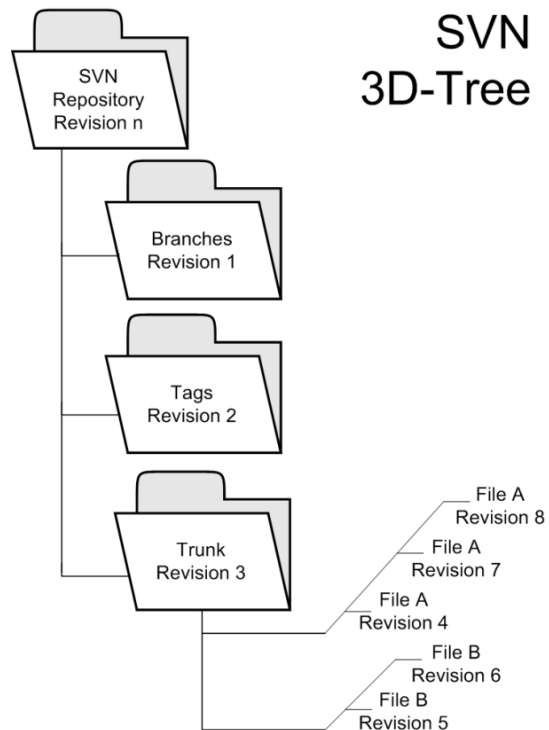 SVN
3D-Tree
SVN
Repository
Revision n
Branches
Revision 1
Tags
Revision 2
Trunk
Revision 3
File A
Revision 8
File A
Revision 7
File A
Revision 4
File B
Revision 6
File B
Revision 5